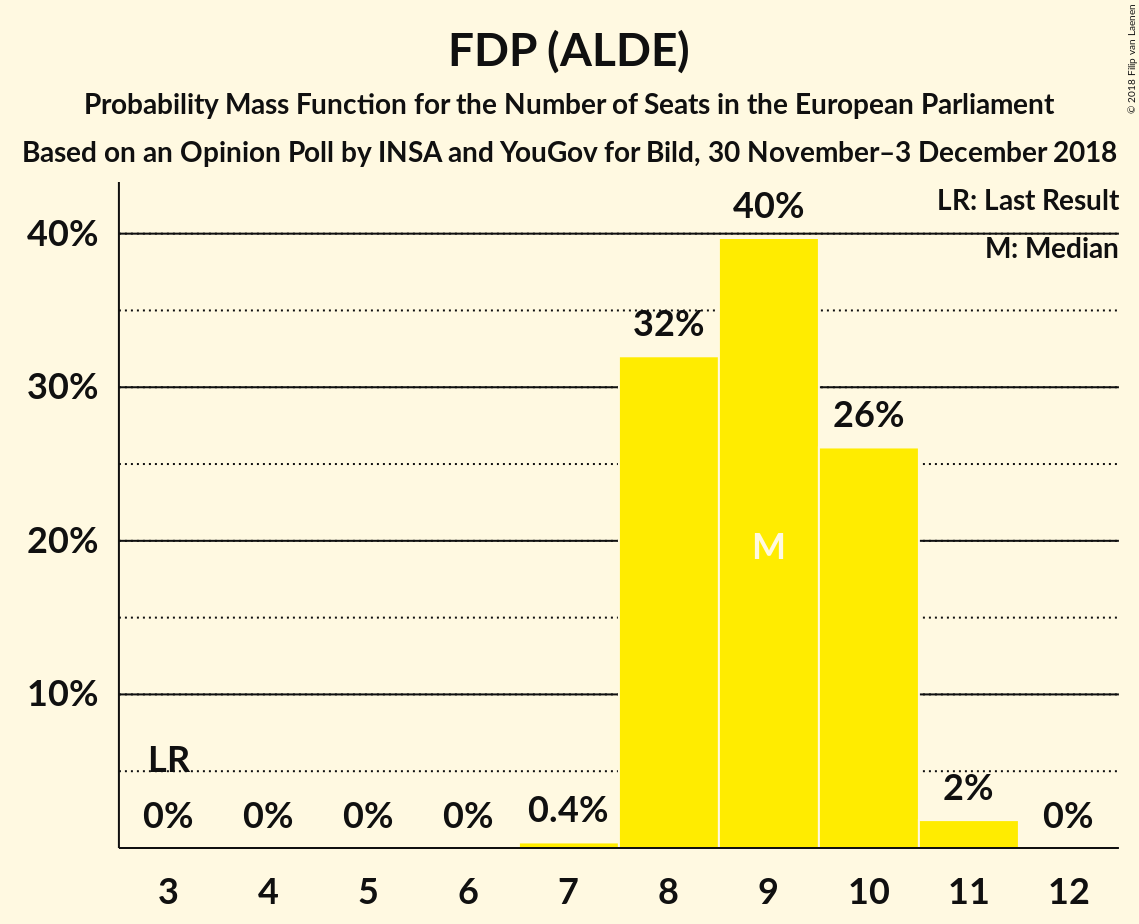 FDP (ALDE)
Probability Mass Function for the Number of Seats in the European Parliament
Based on an Opinion Poll by INSA and YouGov for Bild, 30 November–3 December 2018
© 2018 Filip van Laenen
LR: Last Result
M: Median
40%
30%
20%
10%
LR
0%
0%
0%
0%
0.4%
32%
40%
M
26%
2%
0%
3 4 5 6 7 8 9 10 11 12